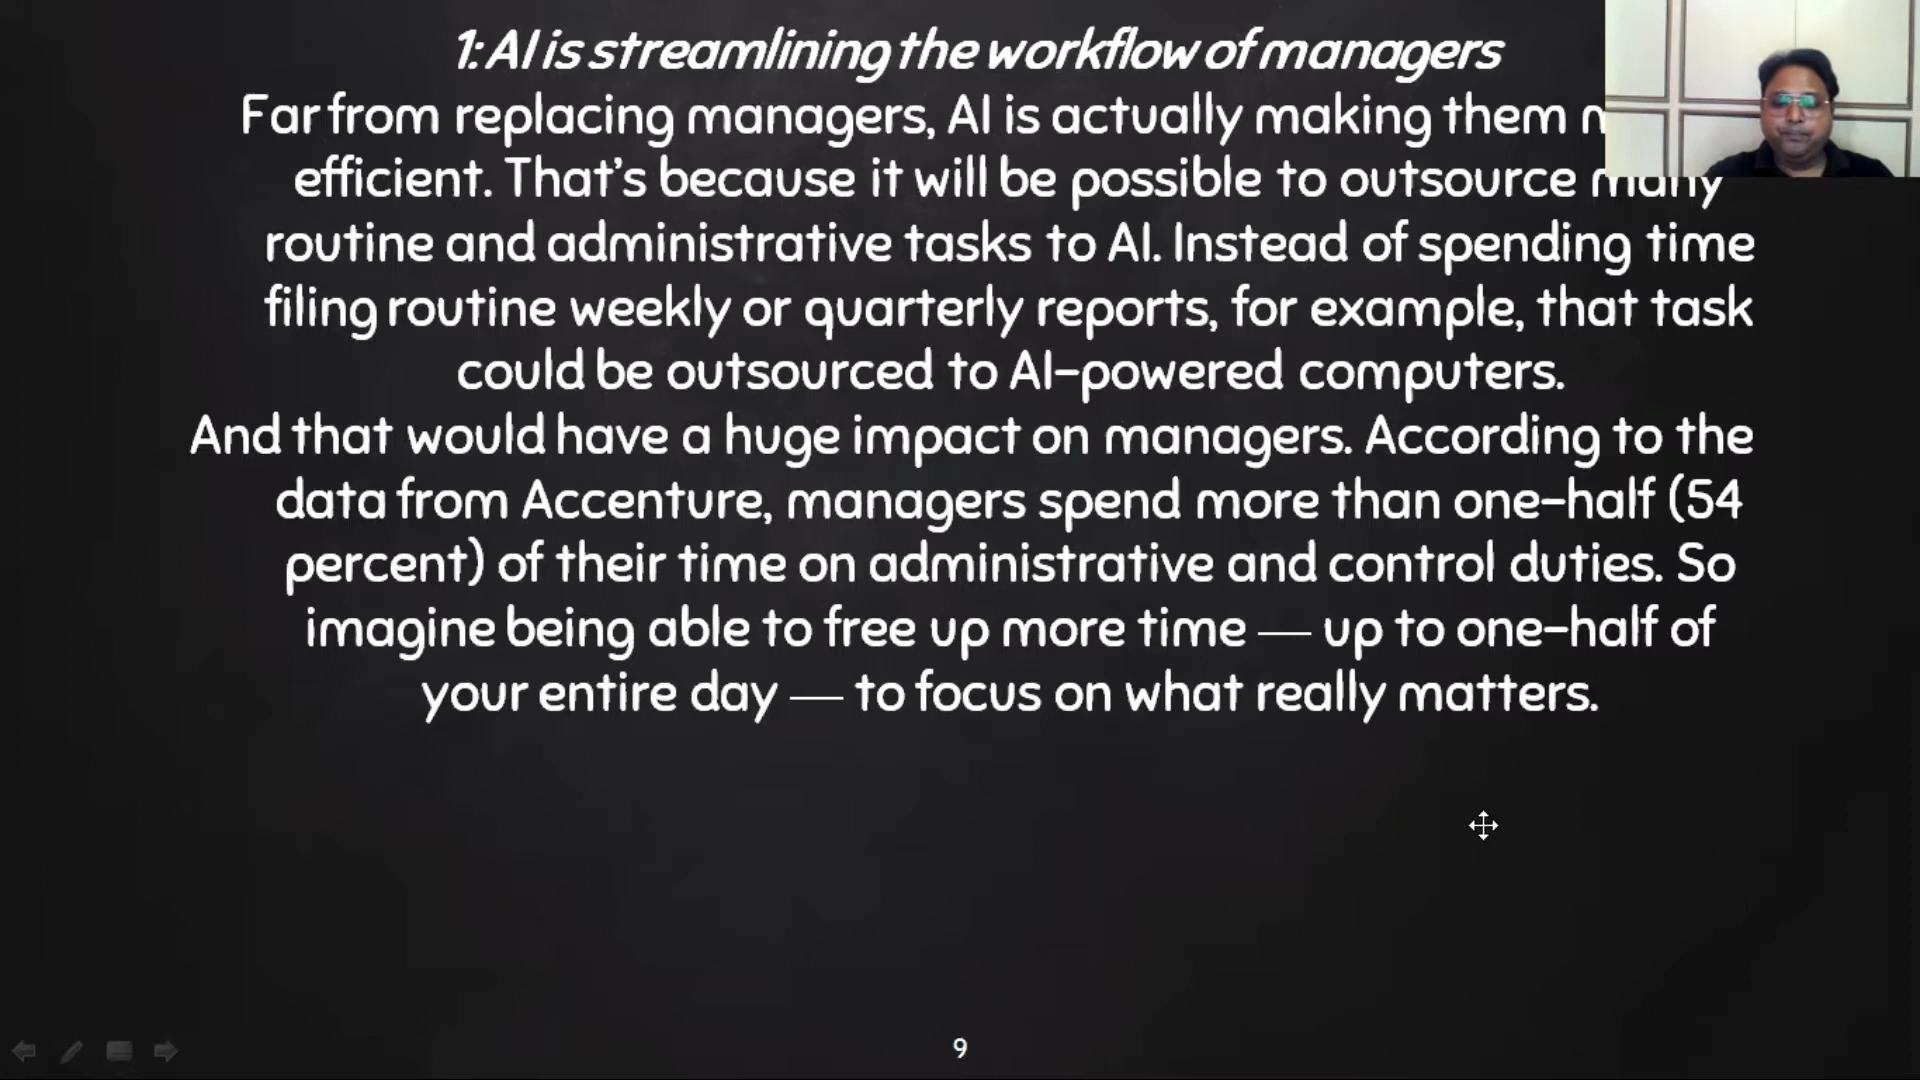 1: AI is streamlining the workflow of managers
Far from replacing managers, AI is actually making them
efficient. That's because it will be possible to outsource many
routine and administrative tasks to AI. Instead of spending time
filing routine weekly or quarterly reports, for example, that task
could be outsourced to AI-powered computers.
And that would have a huge impact on managers. According to the
data from Accenture, managers spend more than one-half (54
percent) of their time on administrative and control duties. So
imagine being able to free up more time — up to one-half of
your entire day — to focus on what really matters.
9